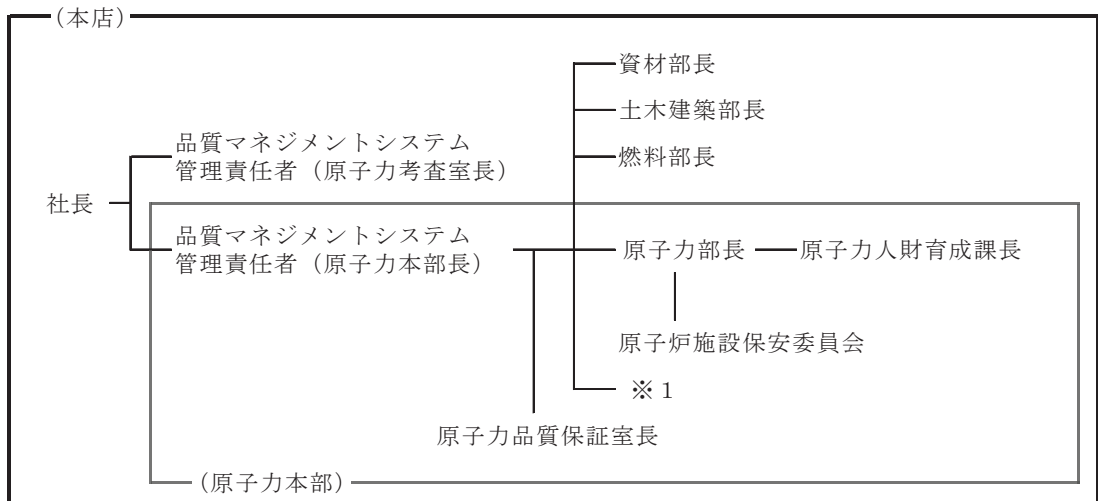 (本店)
資材部長
土木建築部長
燃料部長
品質マネジメントシステム
管理責任者（原子力考査室長）
社長
品質マネジメントシステム
管理責任者（原子力本部長）
原子力部長
原子力人財育成課長
原子炉施設保安委員会
※1
原子力品質保証室長
(原子力本部)